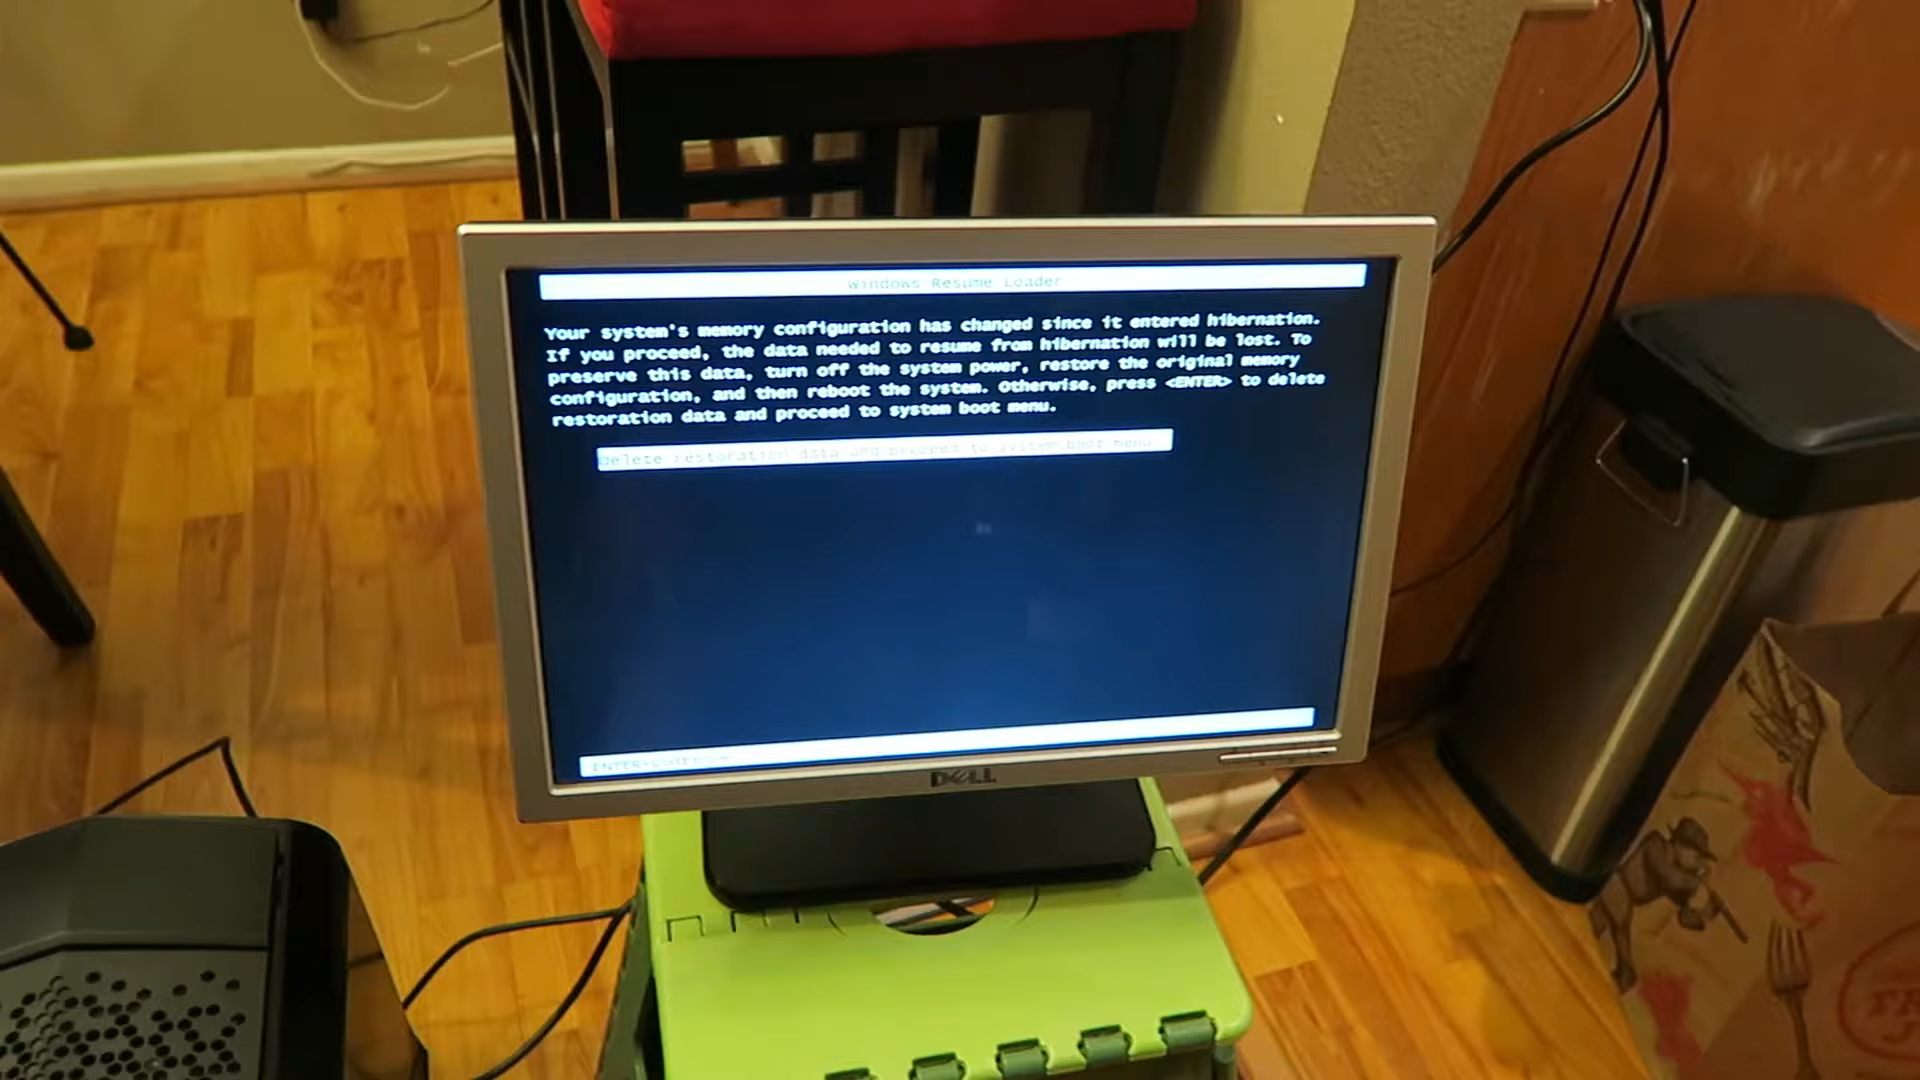 Windows Resume Loader
Your system's memory configuration has changed since it entered hibernation.
If you proceed, the data needed to resume from hibernation will be lost. To
preserve this data, turn off the system power, restore the original memory
configuration, and then reboot the system. Otherwise, press <ENTER> to delete
restoration data and proceed to system boot menu.
Delete restoration data and proceed to system boot menu.
ENTER=Continue
DELL